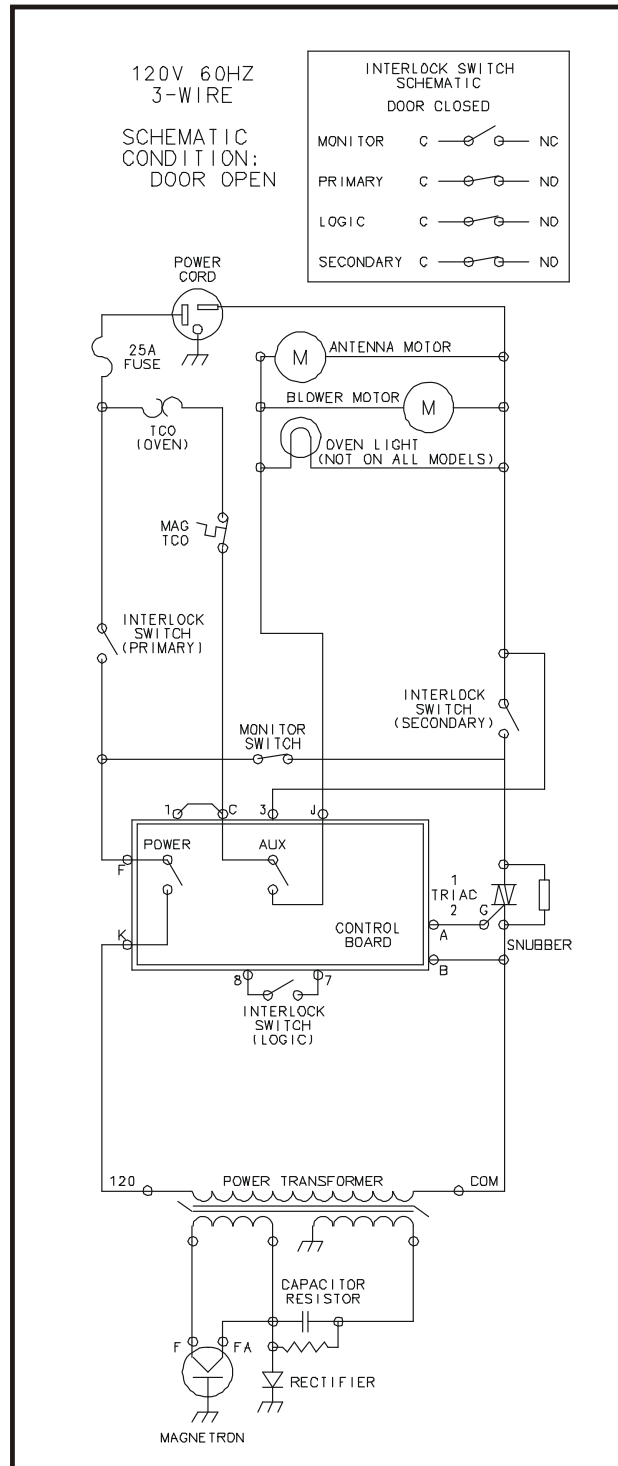 120V 60HZ
3-WIRE
SCHEMATIC
CONDITION:
DOOR OPEN
INTERLOCK SWITCH
SCHEMATIC
DOOR CLOSED
MONITOR C NC
PRIMARY C NO
LOGIC C NO
SECONDARY C NO
POWER
CORD
25A
FUSE
M
ANTENNA MOTOR
BLOWER MOTOR
M
TCO
(OVEN)
OVEN LIGHT
(NOT ON ALL MODELS)
MAG
TCO
INTERLOCK
SWITCH
(PRIMARY)
INTERLOCK
SWITCH
(SECONDARY)
MONITOR
SWITCH
1 C 3 J
POWER
AUX
F
1
TRIAC
2 G
K
CONTROL
BOARD
A
SNUBBER
B
8 7
INTERLOCK
SWITCH
(LOGIC)
120 POWER TRANSFORMER COM
CAPACITOR
RESISTOR
F FA
RECTIFIER
MAGNETRON